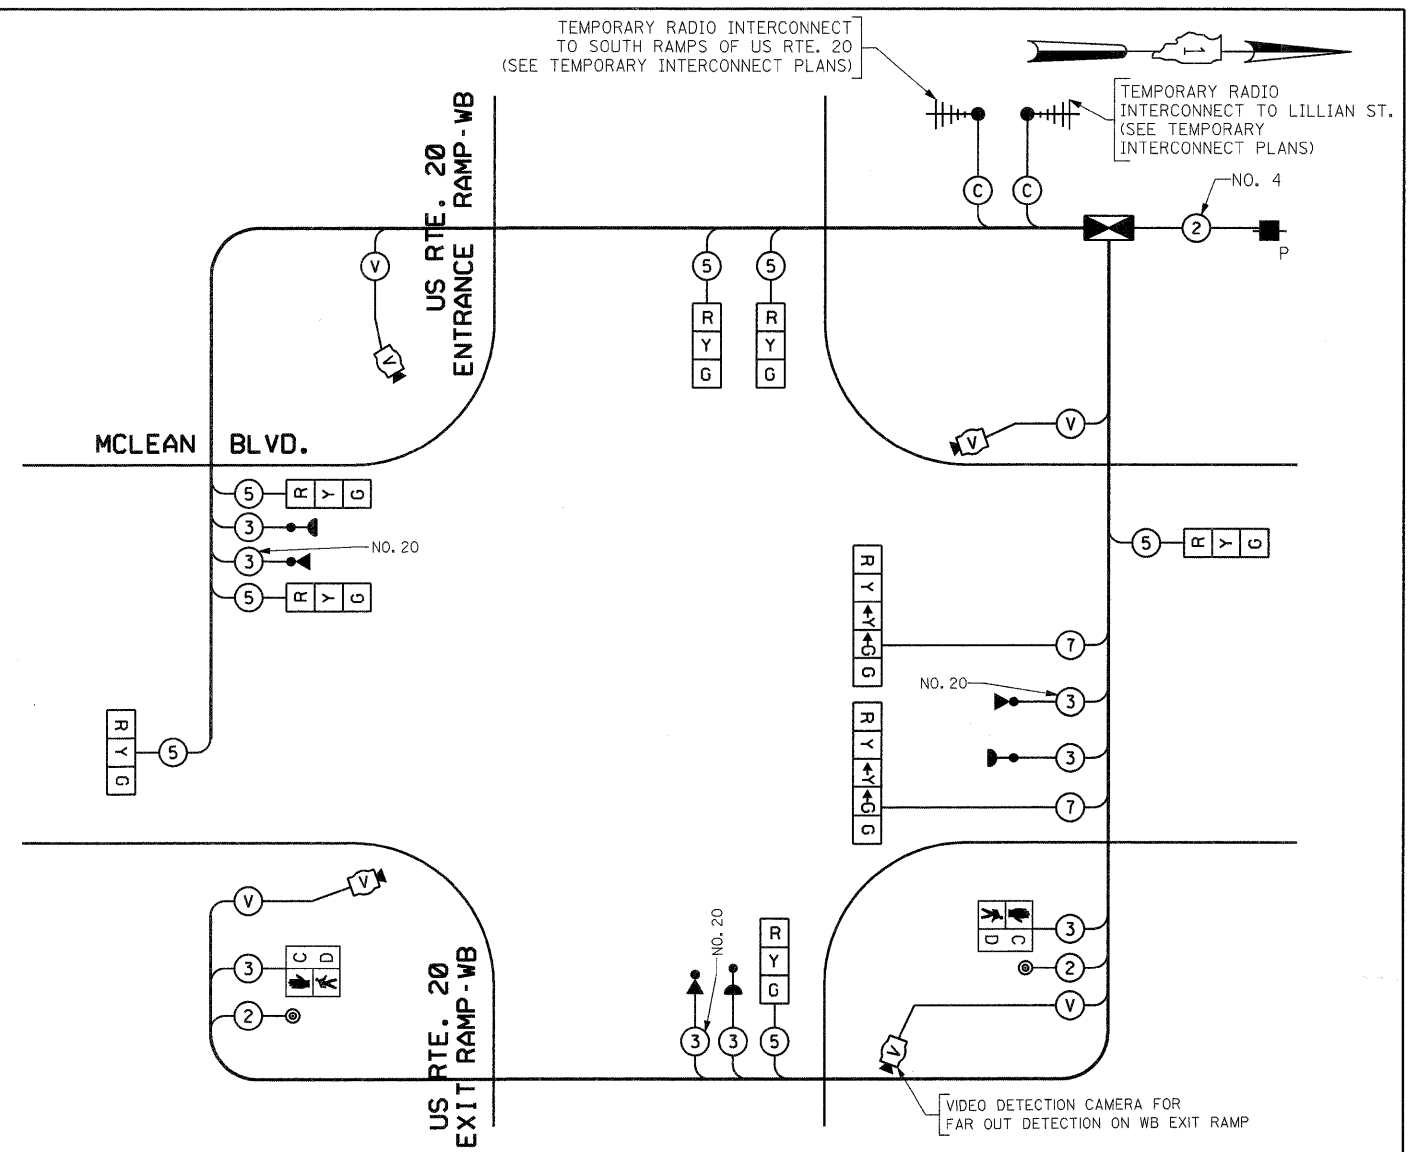 TEMPORARY RADIO INTERCONNECT
TO SOUTH RAMPS OF US RTE. 20
(SEE TEMPORARY INTERCONNECT PLANS)
1
TEMPORARY RADIO
INTERCONNECT TO LILLIAN ST.
(SEE TEMPORARY
INTERCONNECT PLANS)
US RTE. 20
ENTRANCE RAMP-WB
C
C
NO. 4
2
P
V
V
5
5
R
Y
G
R
Y
G
V
V
MCLEAN BLVD.
5 R Y G
3
3 NO. 20
5 R Y G
5 R Y G
R Y G 5
R Y Y G G 7
NO. 20 3
3
R Y Y G G 7
V V
3 C D
2
US RTE. 20
EXIT RAMP-WB
NO. 20
3
3
R
Y
G
5
D C 3
2
V
V
VIDEO DETECTION CAMERA FOR
FAR OUT DETECTION ON WB EXIT RAMP